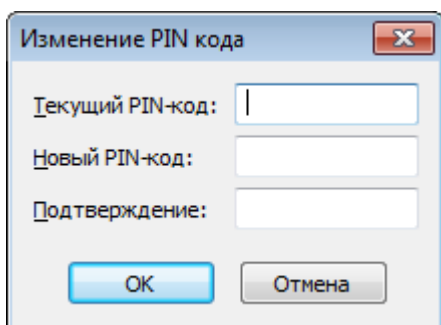 Изменение PIN кода
Текущий PIN-код:
Новый PIN-код:
Подтверждение:
OK Отмена